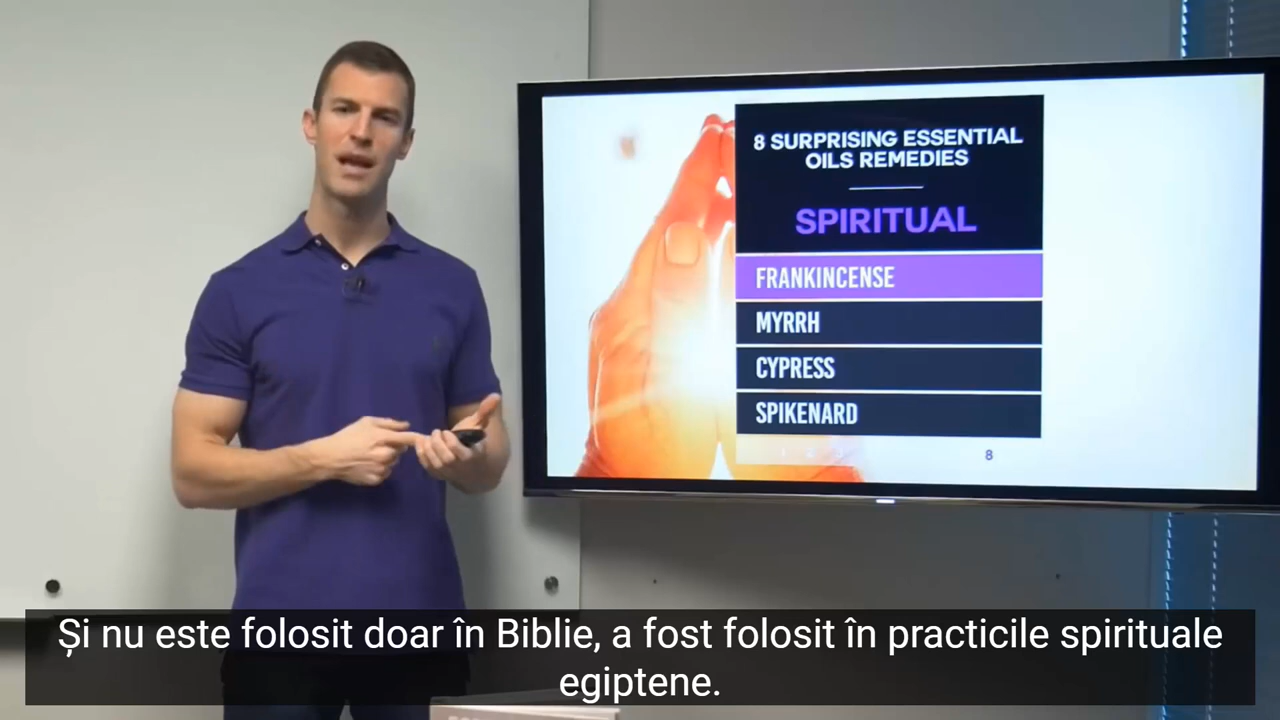 8 SURPRISING ESSENTIAL
OILS REMEDIES
SPIRITUAL
FRANKINCENSE
MYRRH
CYPRESS
SPIKENARD
8
Și nu este folosit doar în Biblie, a fost folosit în practicile spirituale
egiptene.